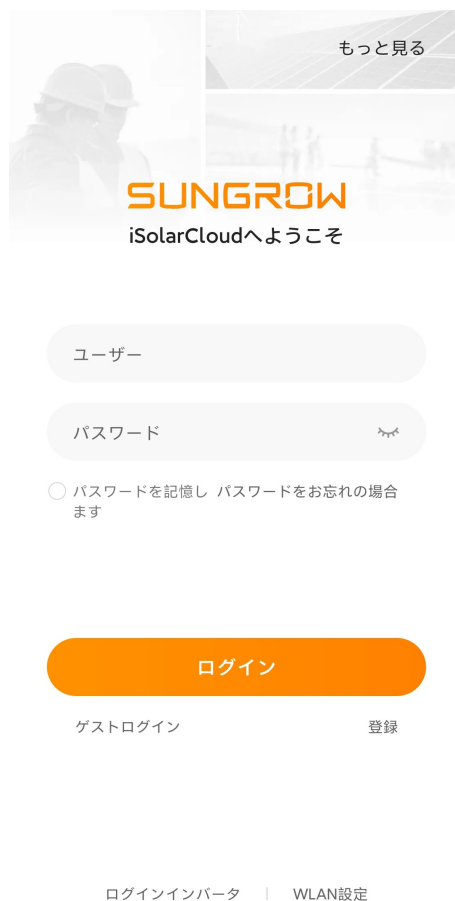 もっと見る
SUNGROW
iSolarCloudへようこそ
ユーザー
パスワード
パスワードを記憶し パスワードをお忘れの場合
ます
ログイン
ゲストログイン 登録
ログインインバータ | WLAN設定